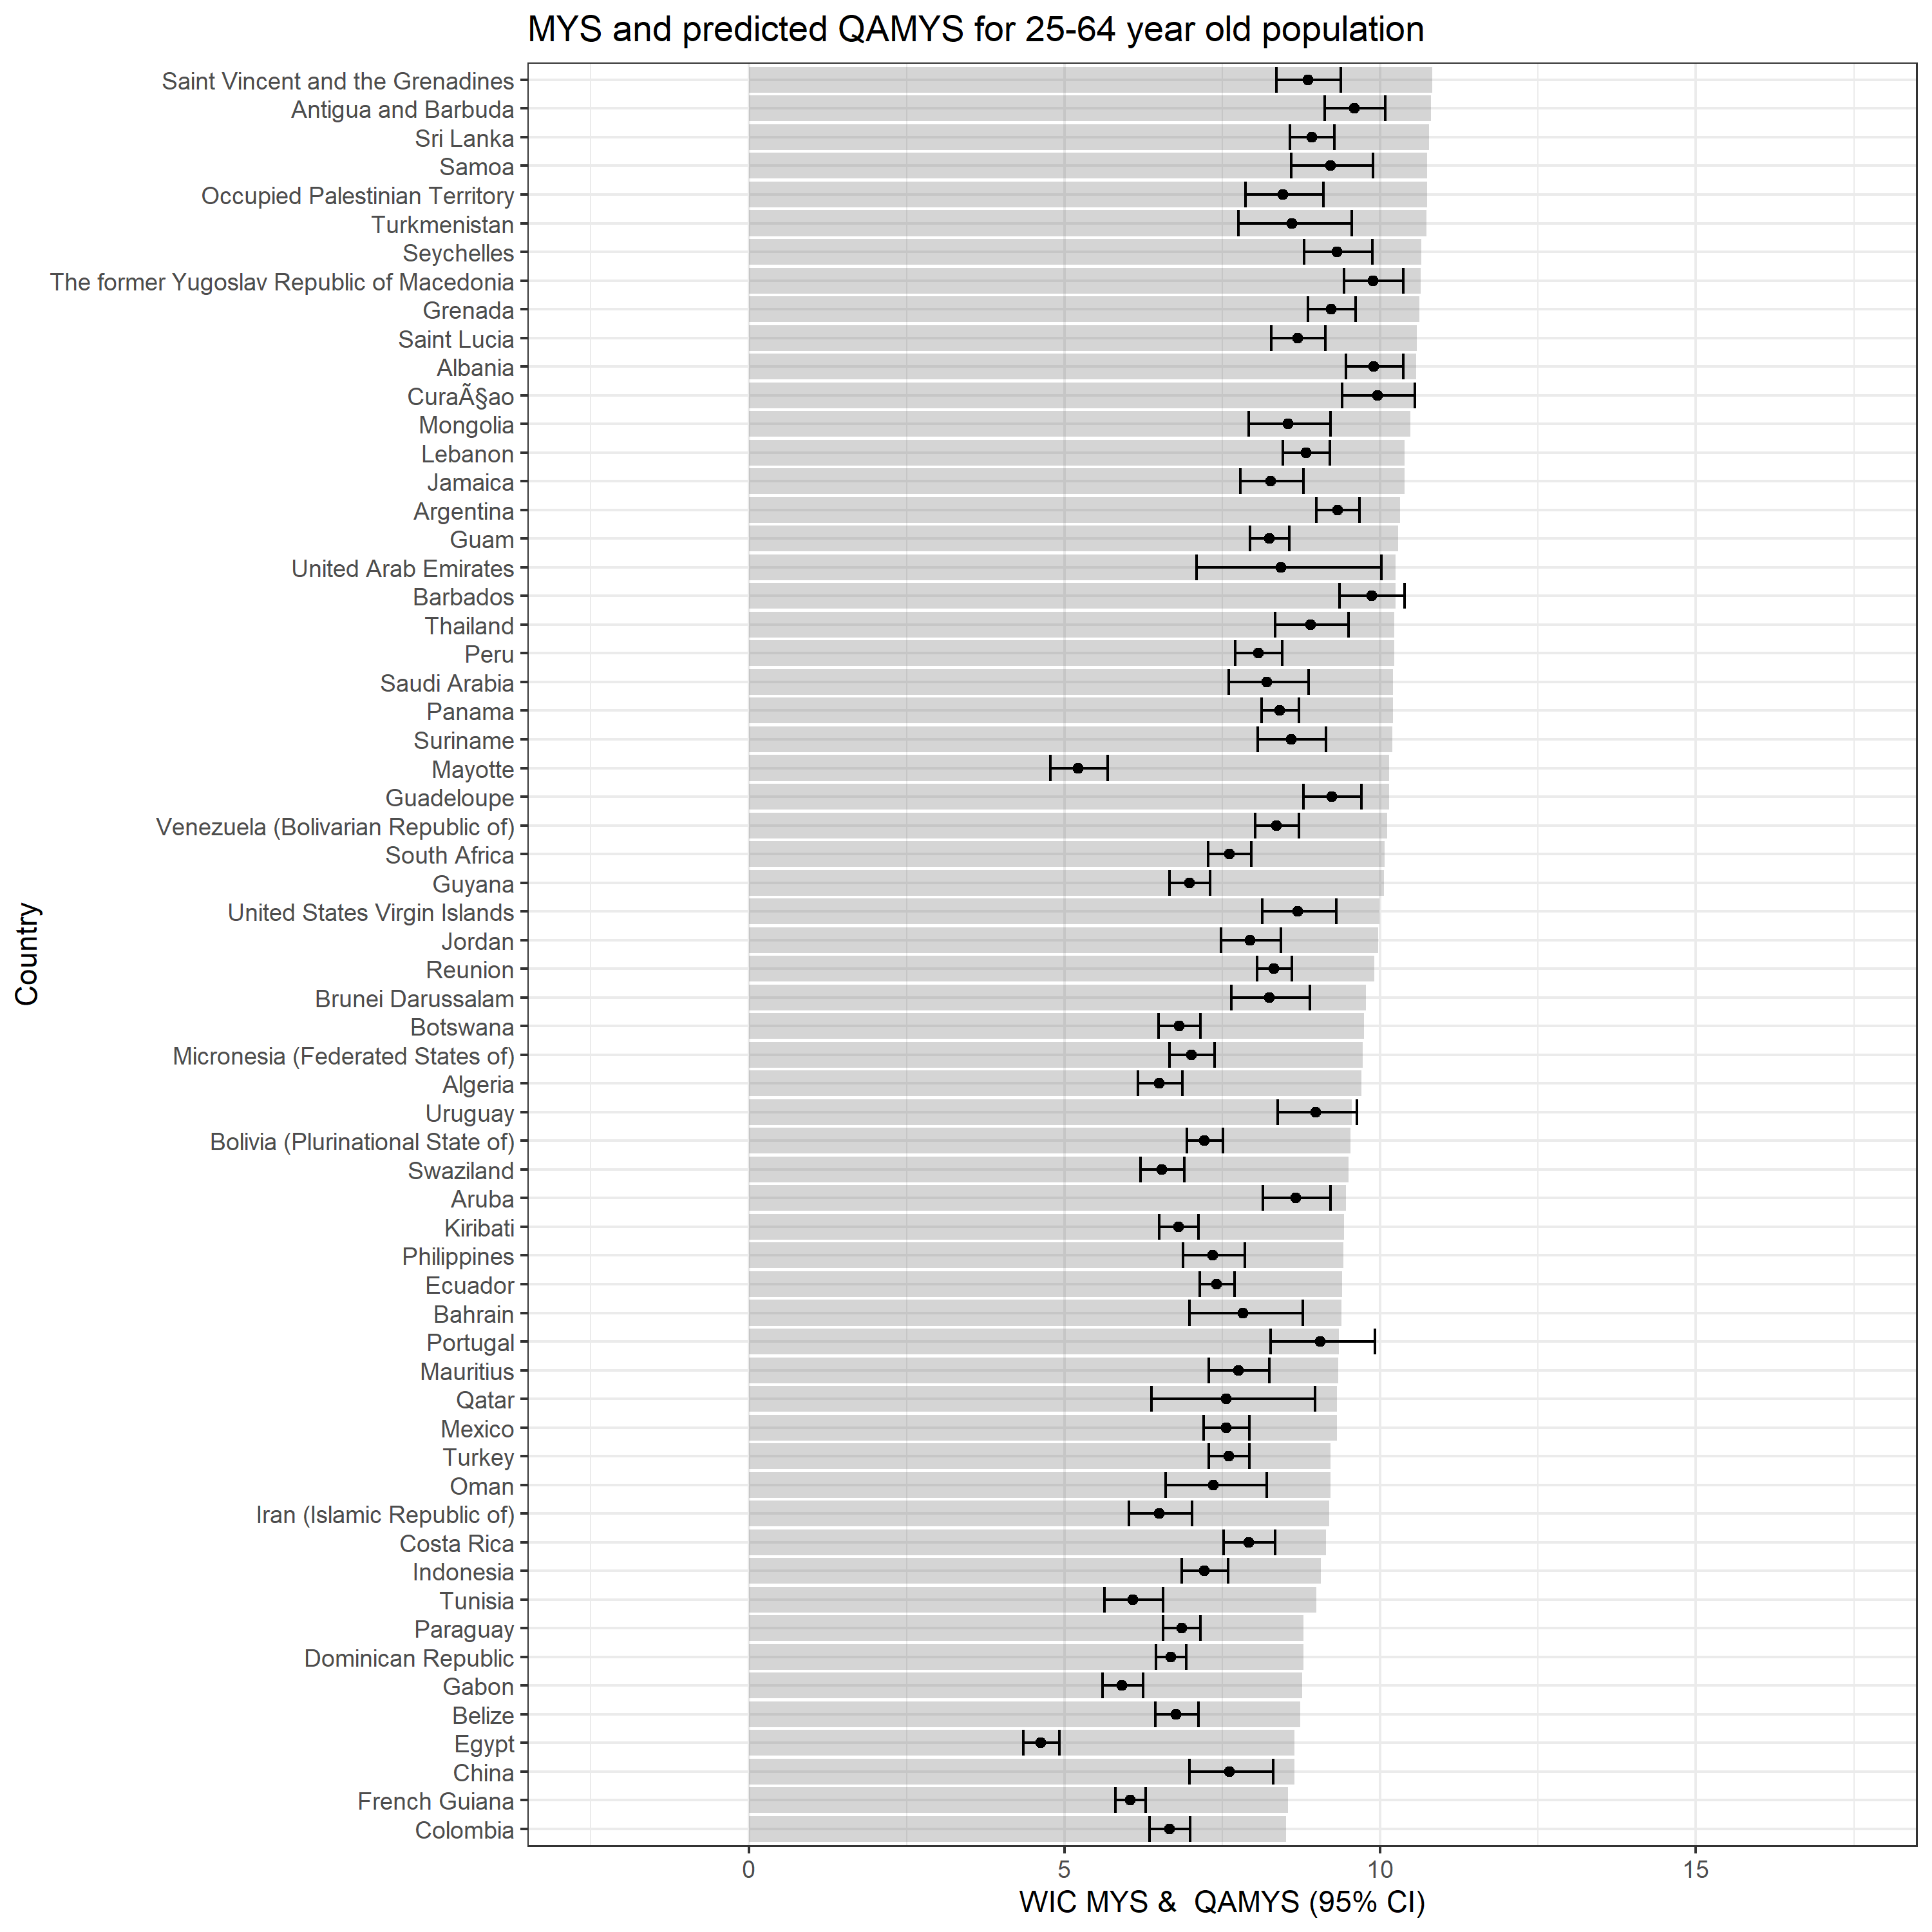 MYS and predicted QAMYS for 25-64 year old population
Saint Vincent and the Grenadines
Antigua and Barbuda
Sri Lanka
Samoa
Occupied Palestinian Territory
Turkmenistan
Seychelles
The former Yugoslav Republic of Macedonia
Grenada
Saint Lucia
Albania
CuraÃ§ao
Mongolia
Lebanon
Jamaica
Argentina
Guam
United Arab Emirates
Barbados
Thailand
Peru
Saudi Arabia
Panama
Suriname
Mayotte
Guadeloupe
Venezuela (Bolivarian Republic of)
South Africa
Guyana
United States Virgin Islands
Jordan
Reunion
Brunei Darussalam
Botswana
Micronesia (Federated States of)
Algeria
Uruguay
Bolivia (Plurinational State of)
Swaziland
Aruba
Kiribati
Philippines
Ecuador
Bahrain
Portugal
Mauritius
Qatar
Mexico
Turkey
Oman
Iran (Islamic Republic of)
Costa Rica
Indonesia
Tunisia
Paraguay
Dominican Republic
Gabon
Belize
Egypt
China
French Guiana
Colombia
Country
0 5 10 15
WIC MYS &  QAMYS (95% CI)